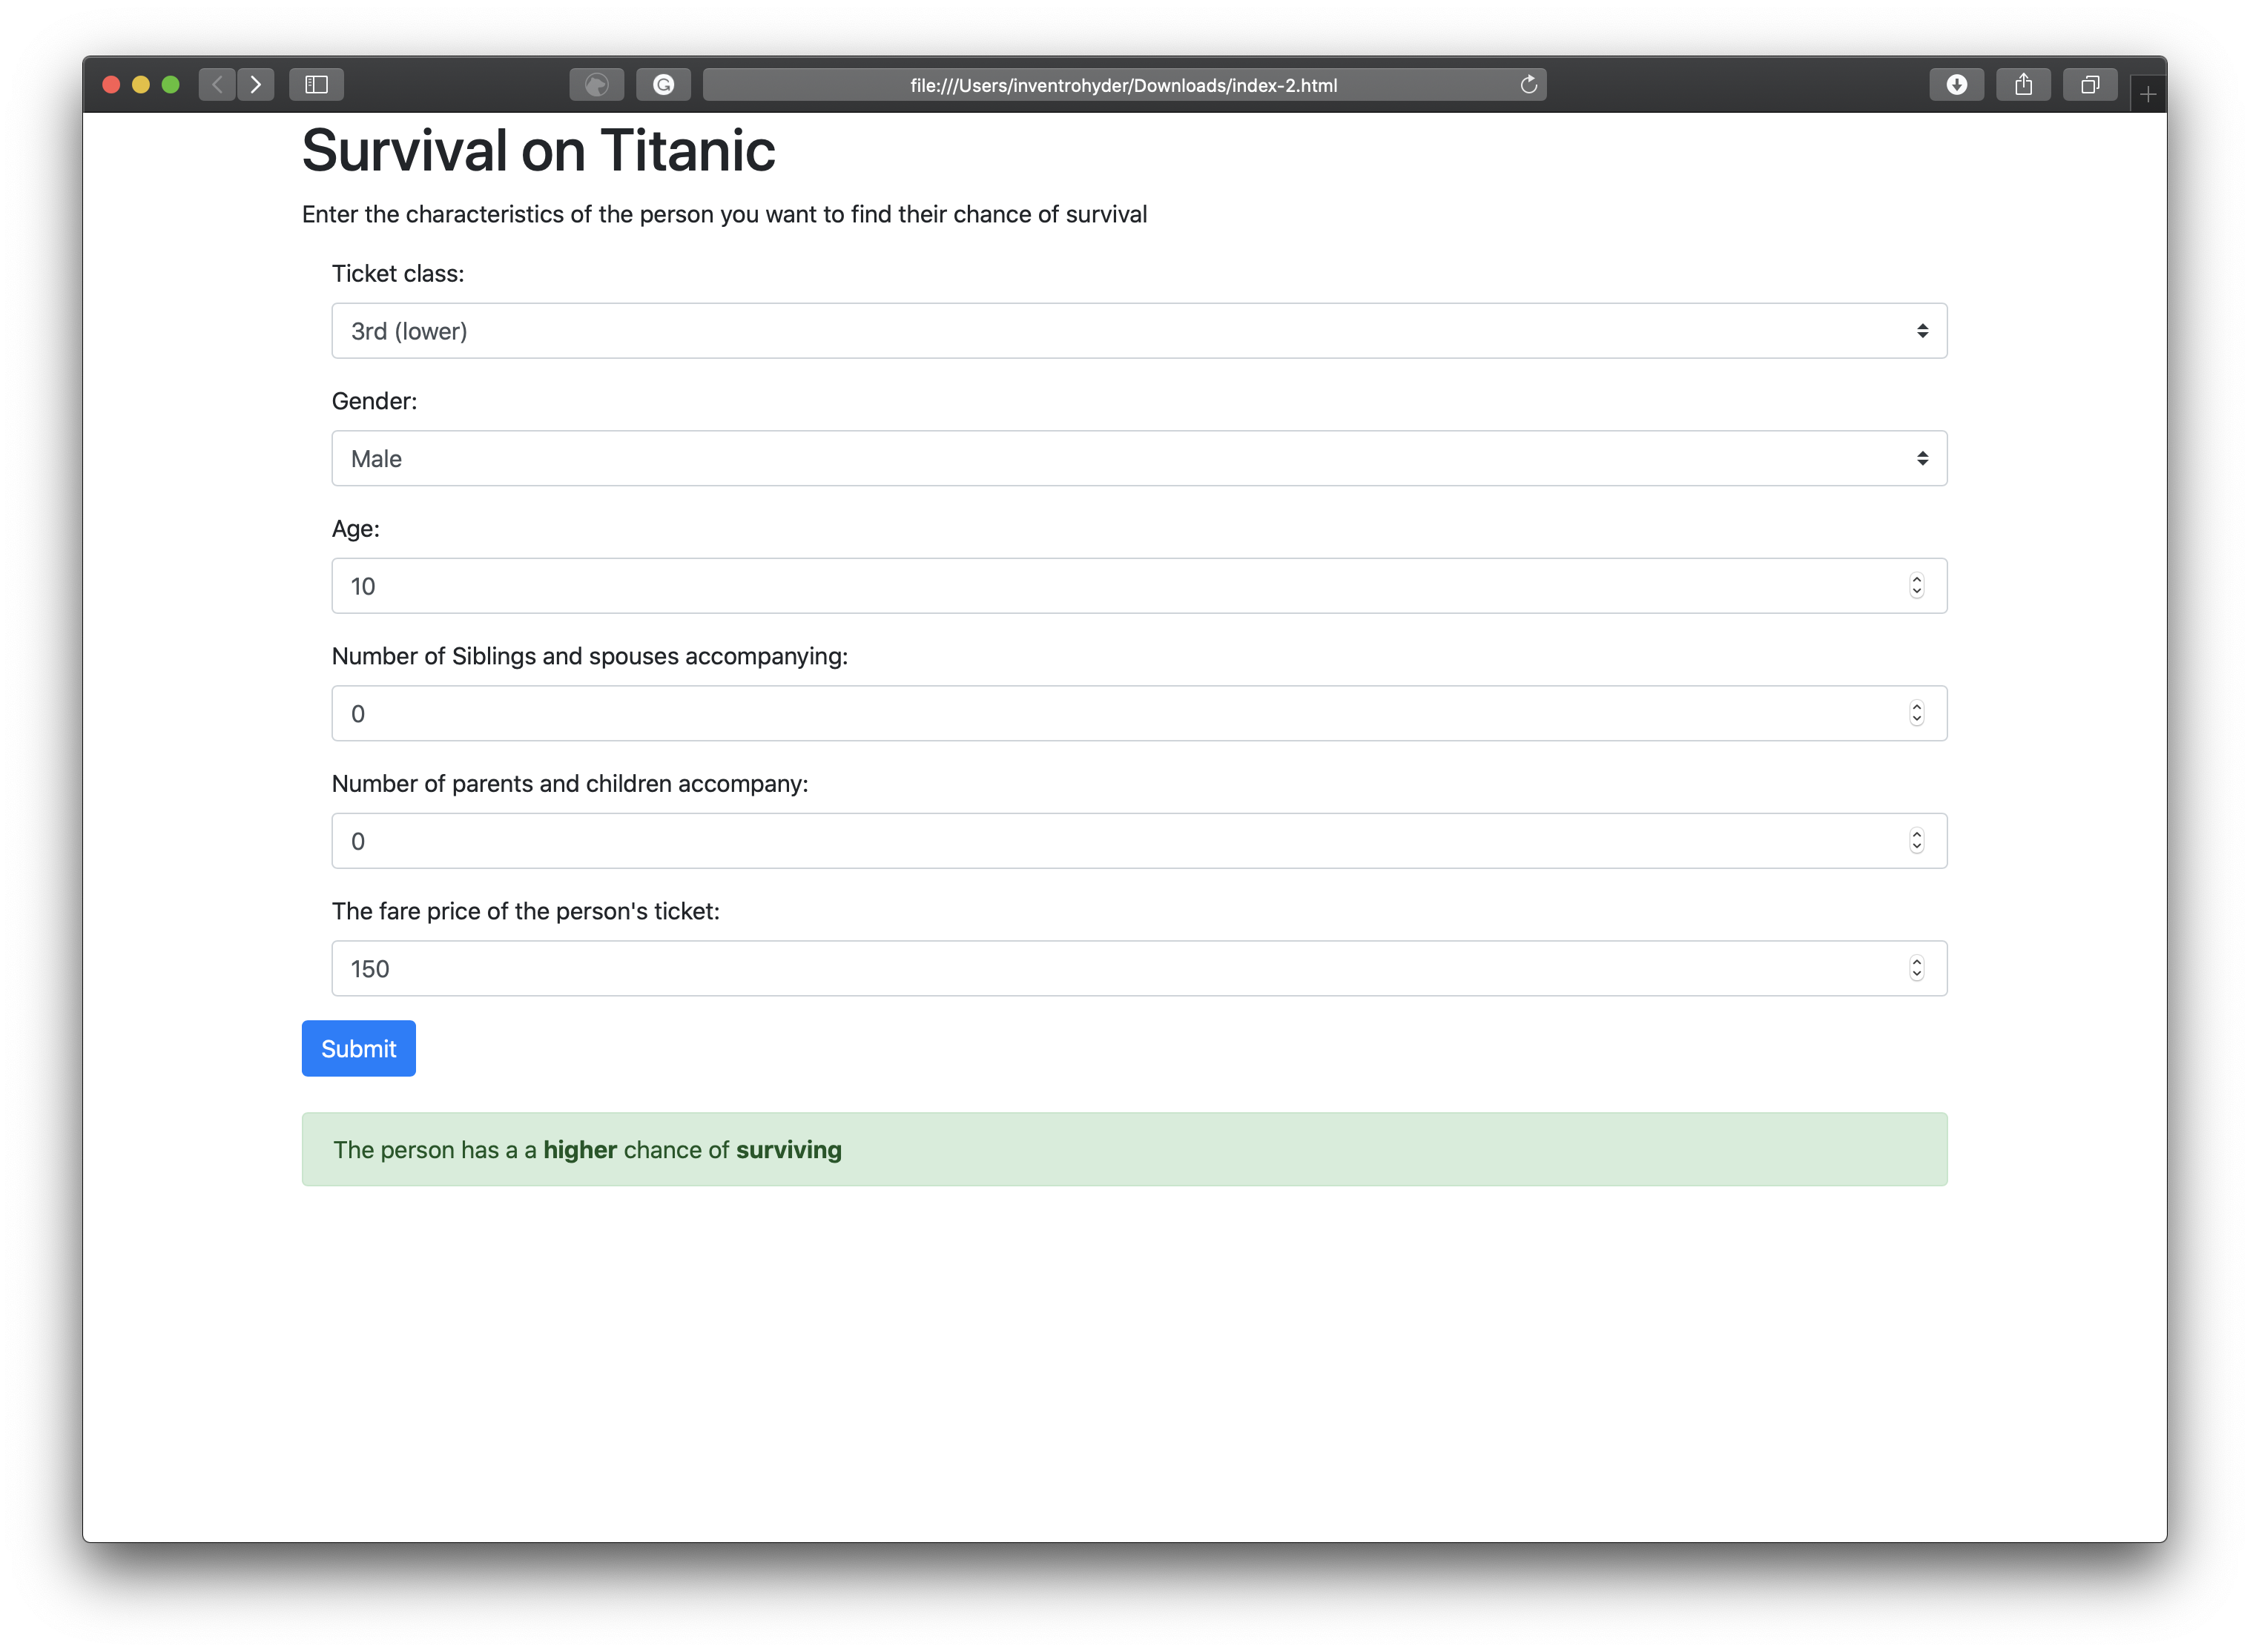 file:///Users/inventrohyder/Downloads/index-2.html
Survival on Titanic
Enter the characteristics of the person you want to find their chance of survival
Ticket class:
3rd (lower)
Gender:
Male
Age:
10
Number of Siblings and spouses accompanying:
0
Number of parents and children accompany:
0
The fare price of the person's ticket:
150
Submit
The person has a a higher chance of surviving